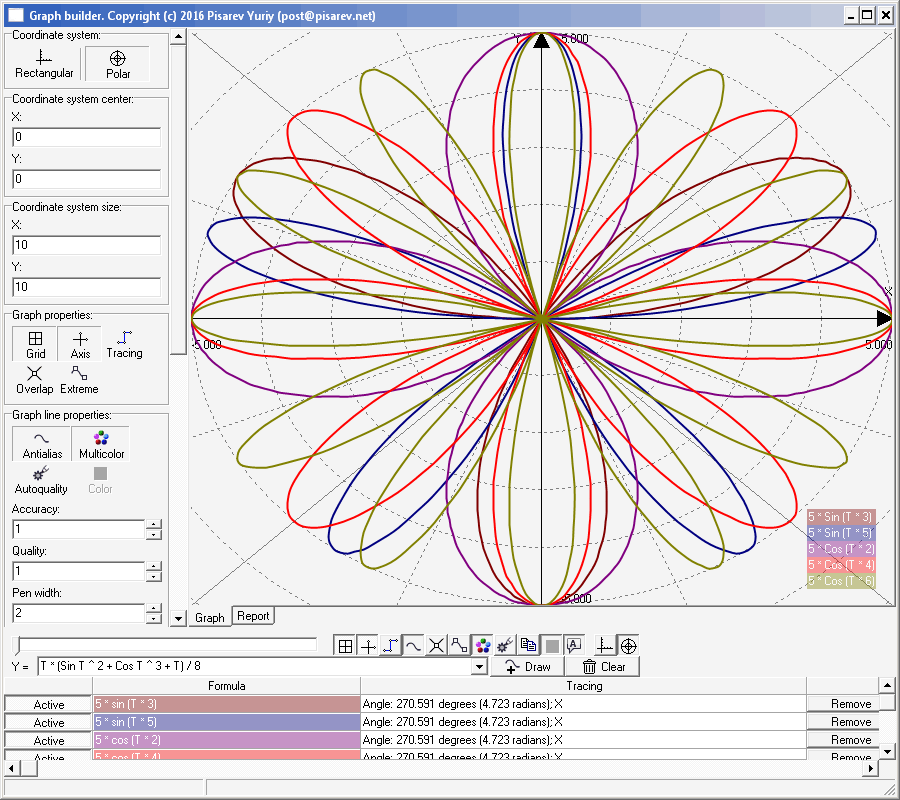 Graph builder. Copyright (c) 2016 Pisarev Yuriy (post@pisarev.net)
Coordinate system:
Rectangular
Polar
Coordinate system center:
X:
0
Y:
0
Coordinate system size:
X:
10
Y:
10
Graph properties:
Grid
Axis
Tracing
Overlap
Extreme
Graph line properties:
Antialias
Multicolor
Autoquality
Color
Accuracy:
1
Quality:
1
Pen width:
2
Y
5.000
X
-5.000
5.000
-5.000
5 * Sin (T * 3)
5 * Sin (T * 5)
5 * Cos (T * 2)
5 * Cos (T * 4)
5 * Cos (T * 6)
Graph
Report
Y =
T * (Sin T ^ 2 + Cos T ^ 3 + T) / 8
Draw
Clear
Formula
Tracing
Active
5 * sin (T * 3)
Angle: 270.591 degrees (4.723 radians); X
Remove
Active
5 * sin (T * 5)
Angle: 270.591 degrees (4.723 radians); X
Remove
Active
5 * cos (T * 2)
Angle: 270.591 degrees (4.723 radians); X
Remove
Active
5 * cos (T * 4)
Angle: 270.591 degrees (4.723 radians); X
Remove